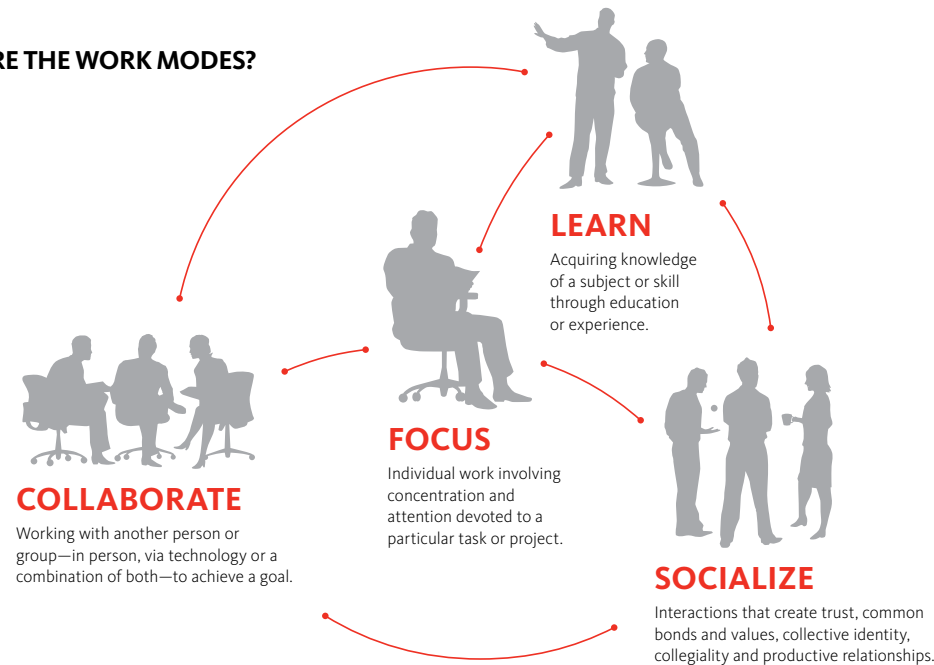 RE THE WORK MODES?
LEARN
Acquiring knowledge
of a subject or skill
through education
or experience.
FOCUS
Individual work involving
concentration and
attention devoted to a
particular task or project.
COLLABORATE
Working with another person or
group—in person, via technology or a
combination of both—to achieve a goal.
SOCIALIZE
Interactions that create trust, common
bonds and values, collective identity,
collegiality and productive relationships.